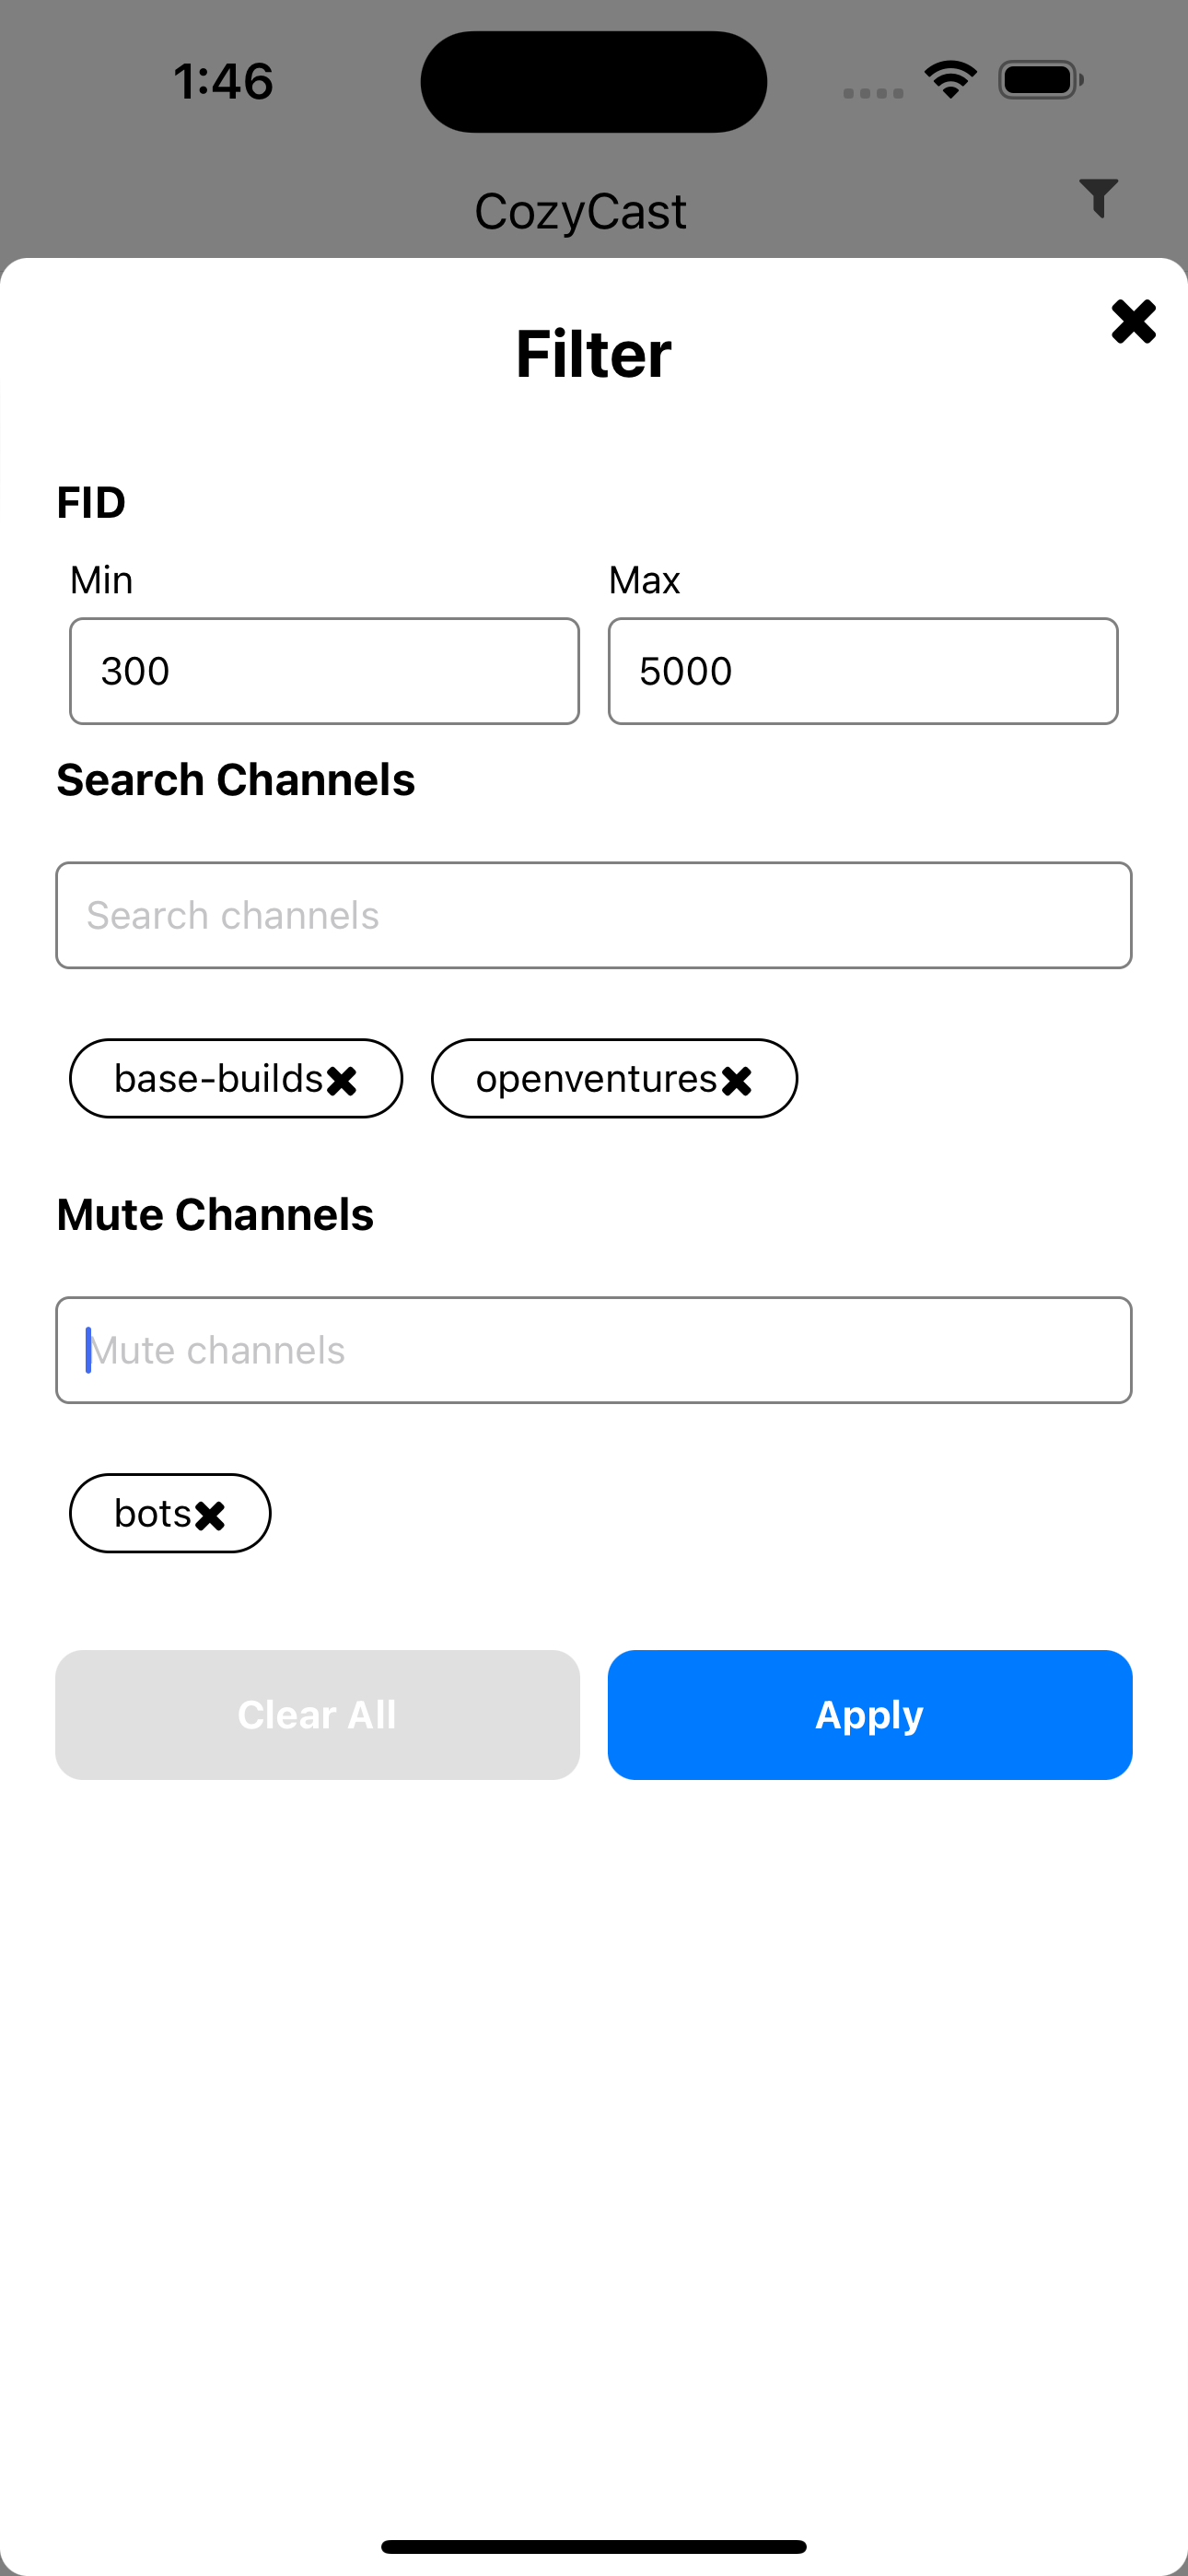 1:46
CozyCast
Filter
FID
Min Max
300 5000
Search Channels
Search channels
base-builds openventures
Mute Channels
Mute channels
bots
Clear All Apply